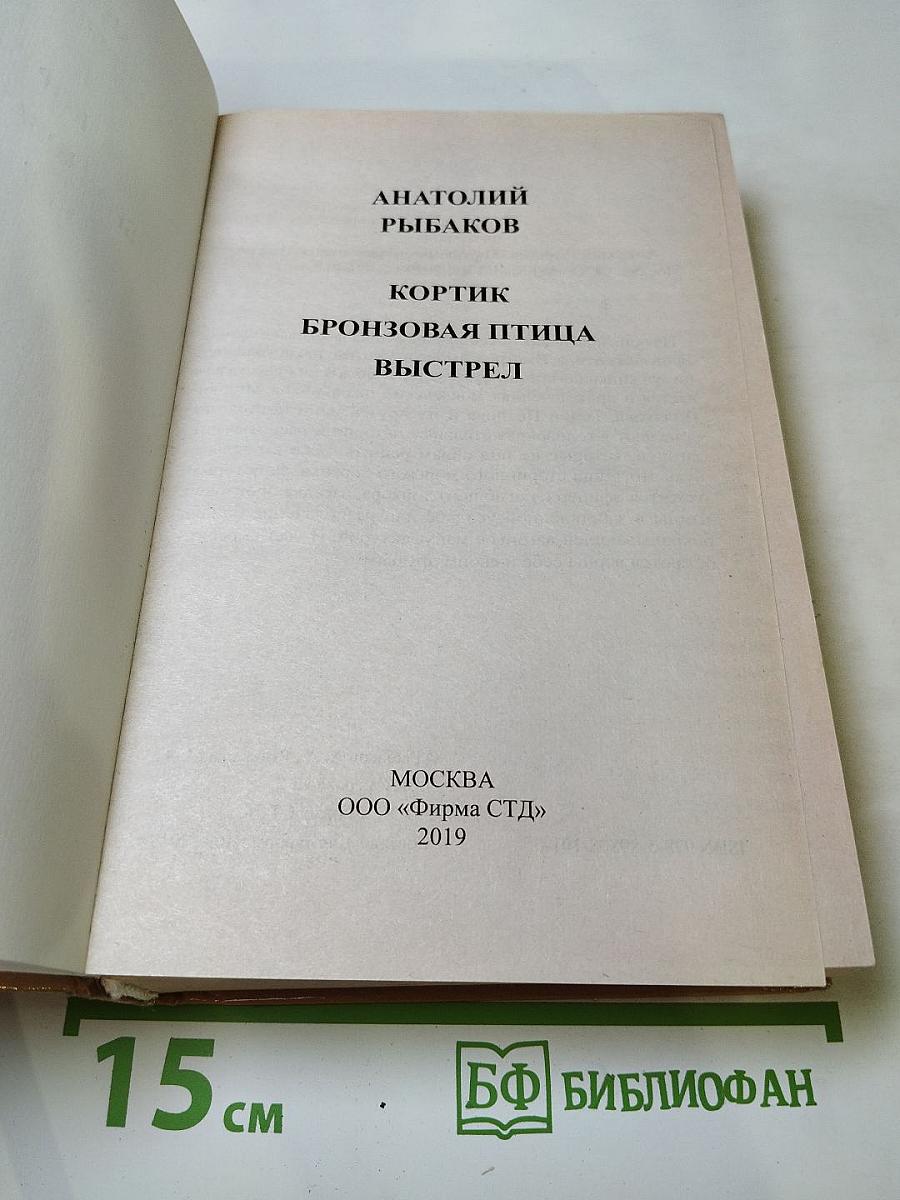 АНАТОЛИЙ
РЫБАКОВ
КОРТИК
БРОНЗОВАЯ ПТИЦА
ВЫСТРЕЛ
МОСКВА
ООО «Фирма СТД»
2019
15 см
БФ БИБЛИОФАН